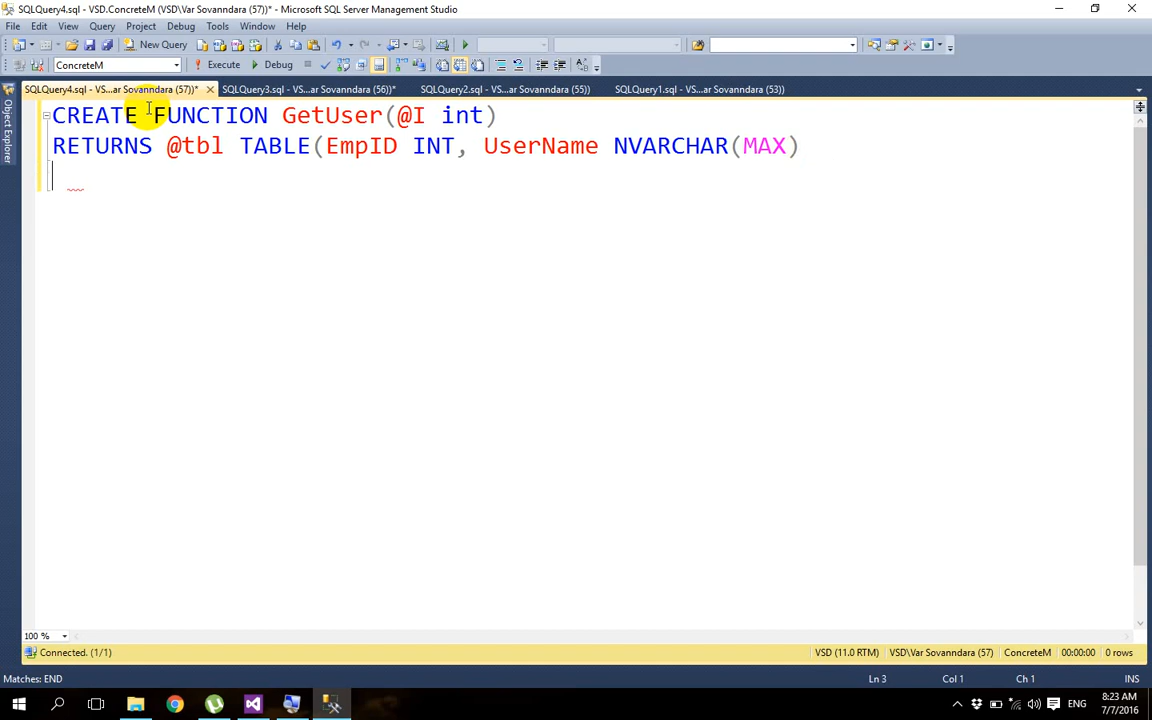 SQLQuery4.sql - VSD.ConcreteM (VSD\Var Sovanndara (57))* - Microsoft SQL Server Management Studio
File Edit View Query Project Debug Tools Window Help
New Query
ConcreteM Execute Debug
SQLQuery4.sql - VS...ar Sovanndara (57))* SQLQuery3.sql - VS...ar Sovanndara (56))* SQLQuery2.sql - VS...ar Sovanndara (55)) SQLQuery1.sql - VS...ar Sovanndara (53))
Object Explorer
CREATE FUNCTION GetUser(@I int)
RETURNS @tbl TABLE(EmpID INT, UserName NVARCHAR(MAX)
100 %
Connected. (1/1) VSD (11.0 RTM) VSD\Var Sovanndara (57) ConcreteM 00:00:00 0 rows
Matches: END Ln 3 Col 1 Ch 1 INS
ENG 8:23 AM
7/7/2016